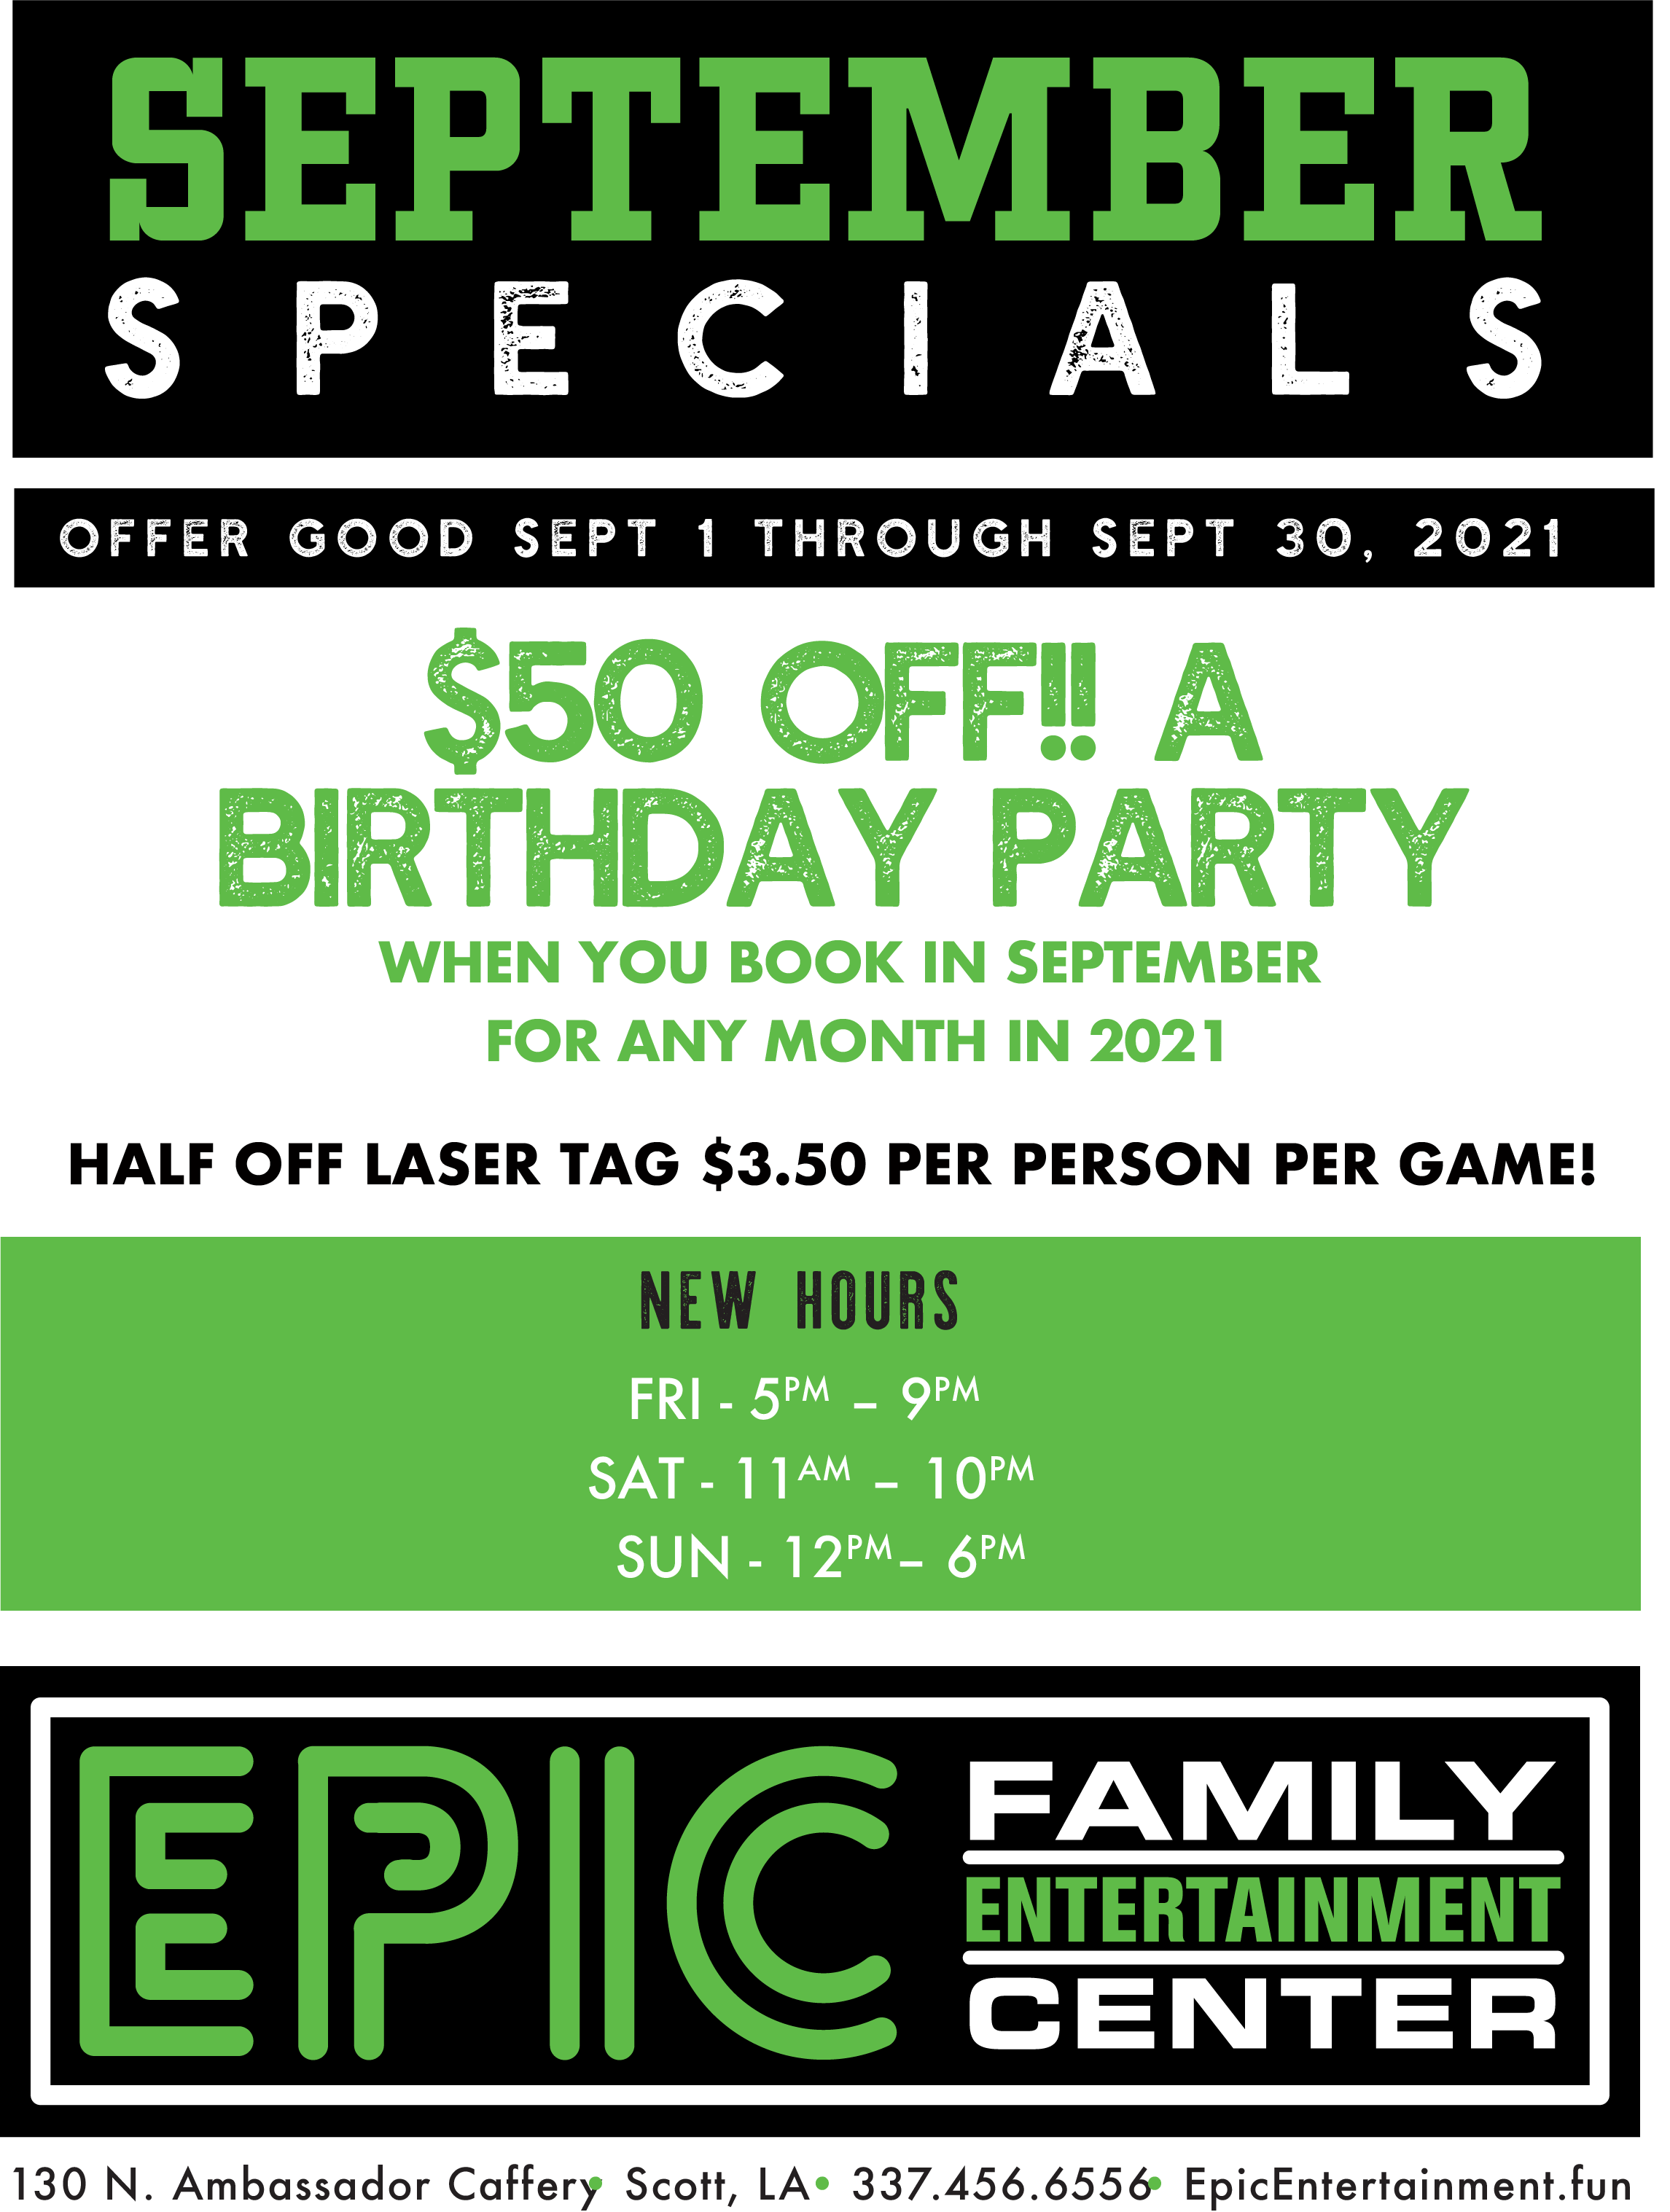 SEPTEMBER
SPECIALS
OFFER GOOD SEPT 1 THROUGH SEPT 30, 2021
$50 OFF!! A
BIRTHDAY PARTY
WHEN YOU BOOK IN SEPTEMBER
FOR ANY MONTH IN 2021
HALF OFF LASER TAG $3.50 PER PERSON PER GAME!
NEW HOURS
FRI - 5PM – 9PM
SAT - 11AM – 10PM
SUN - 12PM– 6PM
EPIC
FAMILY
ENTERTAINMENT
CENTER
130 N. Ambassador Caffery • Scott, LA • 337.456.6556 • EpicEntertainment.fun